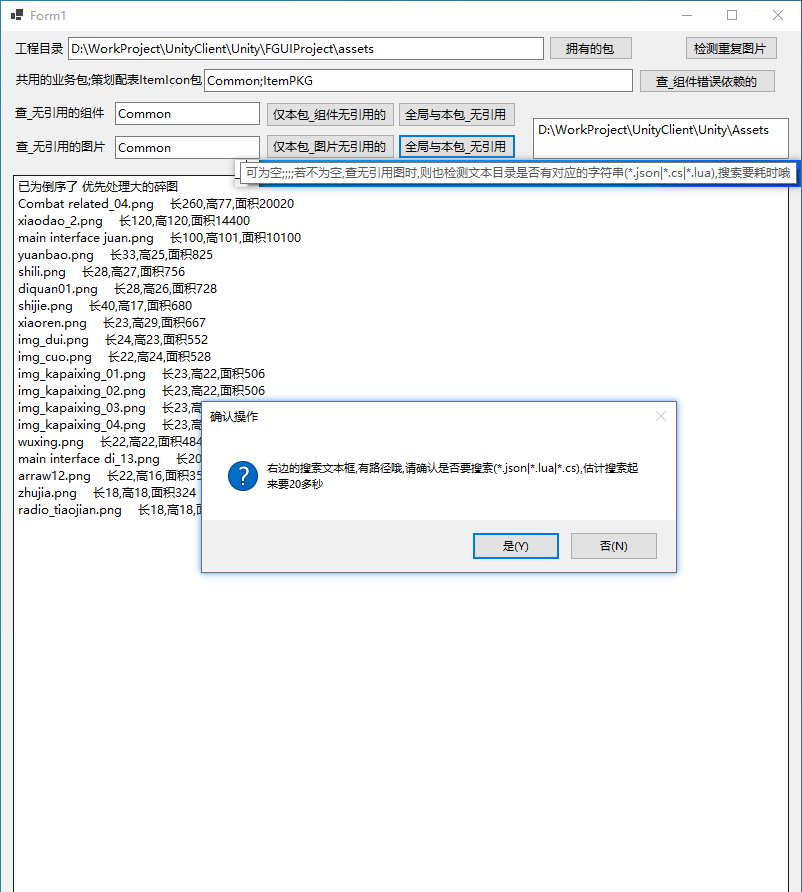 Form1
工程目录 D:\WorkProject\UnityClient\Unity\FGUIProject\assets 拥有的包 检测重复图片
共用的业务包;策划配表ItemIcon包 Common;ItemPKG 查_组件错误依赖的
查_无引用的组件 Common 仅本包_组件无引用的 全局与本包_无引用
D:\WorkProject\UnityClient\Unity\Assets
查_无引用的图片 Common 仅本包_图片无引用的 全局与本包_无引用
可为空;;;;若不为空,查无引用图时,则也检测文本目录是否有对应的字符串(*.json|*.cs|*.lua),搜索要耗时哦
已为倒序了 优先处理大的碎图
Combat related_04.png 长260,高77,面积20020
xiaodao_2.png 长120,高120,面积14400
main interface juan.png 长100,高101,面积10100
yuanbao.png 长33,高25,面积825
shili.png 长28,高27,面积756
diquan01.png 长28,高26,面积728
shijie.png 长40,高17,面积680
xiaoren.png 长23,高29,面积667
img_dui.png 长24,高23,面积552
img_cuo.png 长22,高24,面积528
img_kapaixing_01.png 长23,高22,面积506
img_kapaixing_02.png 长23,高22,面积506
img_kapaixing_03.png 长23,高
img_kapaixing_04.png 长23,高
wuxing.png 长22,高22,面积484
main interface di_13.png 长20
arraw12.png 长22,高16,面积35
zhujia.png 长18,高18,面积324
radio_tiaojian.png 长18,高18,
确认操作
右边的搜索文本框,有路径哦,请确认是否要搜索(*.json|*.lua|*.cs),估计搜索起
来要20多秒
是(Y) 否(N)